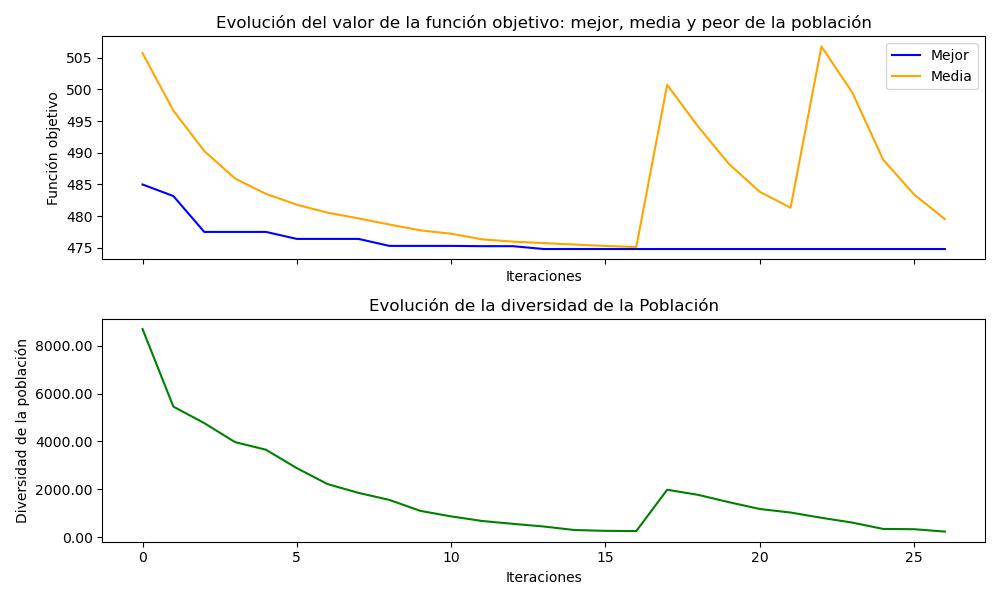 Evolución del valor de la función objetivo: mejor, media y peor de la población
Mejor
Media
505
500
495
490
485
480
475
Función objetivo
Iteraciones
Evolución de la diversidad de la Población
8000.00
6000.00
4000.00
2000.00
0.00
Diversidad de la población
0 5 10 15 20 25
Iteraciones